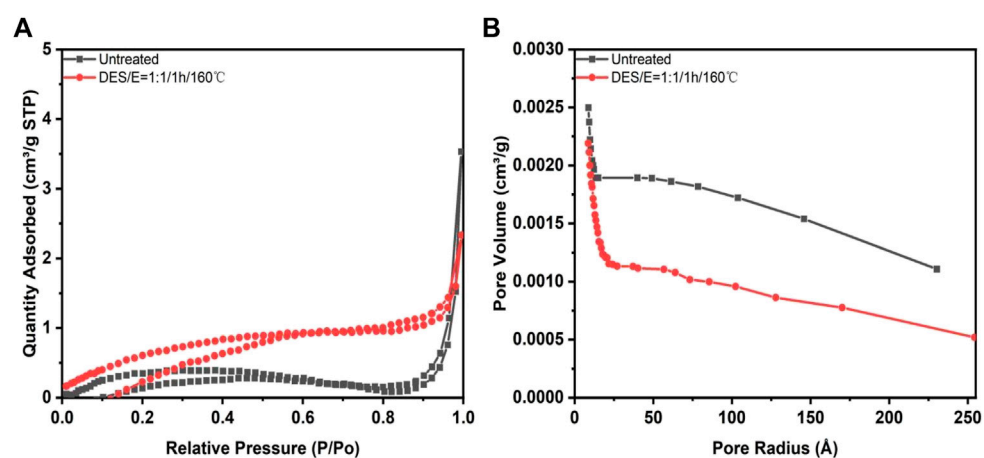 A
Untreated
DES/E=1:1/1h/160℃
Quantity Adsorbed (cm³/g STP)
5
4
3
2
1
0
0.0 0.2 0.4 0.6 0.8 1.0
Relative Pressure (P/Po)
B
Untreated
DES/E=1:1/1h/160℃
Pore Volume (cm³/g)
0.0030
0.0025
0.0020
0.0015
0.0010
0.0005
0.0000
0 50 100 150 200 250
Pore Radius (Å)